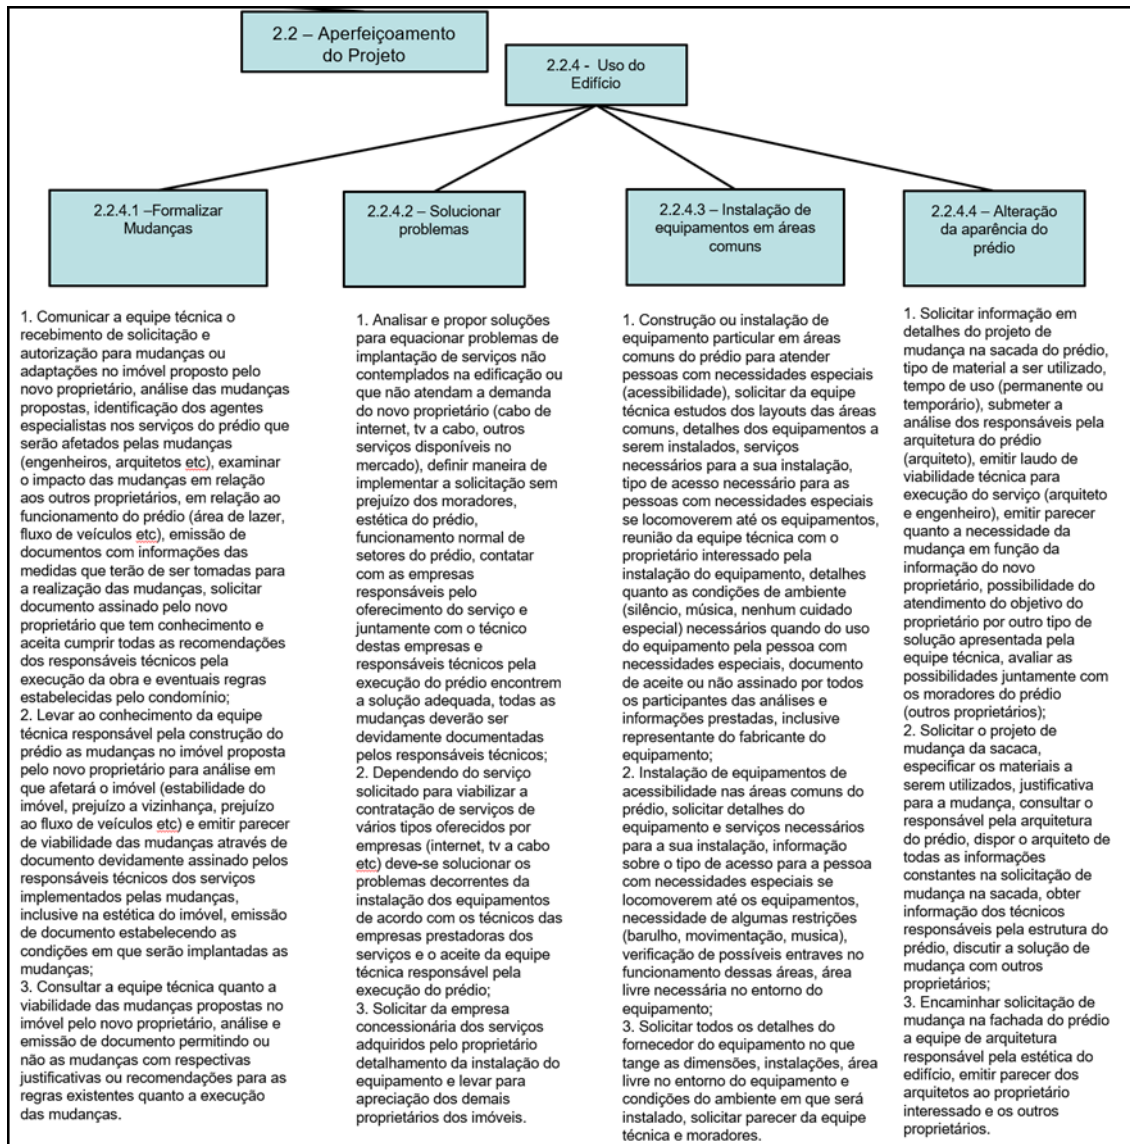 2.2 – Aperfeiçoamento
do Projeto
2.2.4 - Uso do
Edifício
2.2.4.1 –Formalizar
Mudanças
2.2.4.2 – Solucionar
problemas
2.2.4.3 – Instalação de
equipamentos em áreas
comuns
2.2.4.4 – Alteração
da aparência do
prédio
1. Comunicar a equipe técnica o
recebimento de solicitação e
autorização para mudanças ou
adaptações no imóvel proposto pelo
novo proprietário, análise das mudanças
propostas, identificação dos agentes
especialistas nos serviços do prédio que
serão afetados pelas mudanças
(engenheiros, arquitetos etc), examinar
o impacto das mudanças em relação
aos outros proprietários, em relação ao
funcionamento do prédio (área de lazer,
fluxo de veículos etc), emissão de
documentos com informações das
medidas que terão de ser tomadas para
a realização das mudanças, solicitar
documento assinado pelo novo
proprietário que tem conhecimento e
aceita cumprir todas as recomendações
dos responsáveis técnicos pela
execução da obra e eventuais regras
estabelecidas pelo condomínio;
2. Levar ao conhecimento da equipe
técnica responsável pela construção do
prédio as mudanças no imóvel proposta
pelo novo proprietário para análise em
que afetará o imóvel (estabilidade do
imóvel, prejuízo a vizinhança, prejuízo
ao fluxo de veículos etc) e emitir parecer
de viabilidade das mudanças através de
documento devidamente assinado pelos
responsáveis técnicos dos serviços
implementados pelas mudanças,
inclusive na estética do imóvel, emissão
de documento estabelecendo as
condições em que serão implantadas as
mudanças;
3. Consultar a equipe técnica quanto a
viabilidade das mudanças propostas no
imóvel pelo novo proprietário, análise e
emissão de documento permitindo ou
não as mudanças com respectivas
justificativas ou recomendações para as
regras existentes quanto a execução
das mudanças.
1. Analisar e propor soluções
para equacionar problemas de
implantação de serviços não
contemplados na edificação ou
que não atendam a demanda
do novo proprietário (cabo de
internet, tv a cabo, outros
serviços disponíveis no
mercado), definir maneira de
implementar a solicitação sem
prejuízo dos moradores,
estética do prédio,
funcionamento normal de
setores do prédio, contatar
com as empresas
responsáveis pelo
oferecimento do serviço e
juntamente com o técnico
destas empresas e
responsáveis técnicos pela
execução do prédio encontrem
a solução adequada, todas as
mudanças deverão ser
devidamente documentadas
pelos responsáveis técnicos;
2. Dependendo do serviço
solicitado para viabilizar a
contratação de serviços de
vários tipos oferecidos por
empresas (internet, tv a cabo
etc) deve-se solucionar os
problemas decorrentes da
instalação dos equipamentos
de acordo com os técnicos das
empresas prestadoras dos
serviços e o aceite da equipe
técnica responsável pela
execução do prédio;
3. Solicitar da empresa
concessionária dos serviços
adquiridos pelo proprietário
detalhamento da instalação do
equipamento e levar para
apreciação dos demais
proprietários dos imóveis.
1. Construção ou instalação de
equipamento particular em áreas
comuns do prédio para atender
pessoas com necessidades especiais
(acessibilidade), solicitar da equipe
técnica estudos dos layouts das áreas
comuns, detalhes dos equipamentos a
serem instalados, serviços
necessários para a sua instalação,
tipo de acesso necessário para as
pessoas com necessidades especiais
se locomoverem até os equipamentos,
reunião da equipe técnica com o
proprietário interessado pela
instalação do equipamento, detalhes
quanto as condições de ambiente
(silêncio, música, nenhum cuidado
especial) necessários quando do uso
do equipamento pela pessoa com
necessidades especiais, documento
de aceite ou não assinado por todos
os participantes das análises e
informações prestadas, inclusive
representante do fabricante do
equipamento;
2. Instalação de equipamentos de
acessibilidade nas áreas comuns do
prédio, solicitar detalhes do
equipamento e serviços necessários
para a sua instalação, informação
sobre o tipo de acesso para a pessoa
com necessidades especiais se
locomoverem até os equipamentos,
necessidade de algumas restrições
(barulho, movimentação, musica),
verificação de possíveis entraves no
funcionamento dessas áreas, área
livre necessária no entorno do
equipamento;
3. Solicitar todos os detalhes do
fornecedor do equipamento no que
tange as dimensões, instalações, área
livre no entorno do equipamento e
condições do ambiente em que será
instalado, solicitar parecer da equipe
técnica e moradores.
1. Solicitar informação em
detalhes do projeto de
mudança na sacada do prédio,
tipo de material a ser utilizado,
tempo de uso (permanente ou
temporário), submeter a
análise dos responsáveis pela
arquitetura do prédio
(arquiteto), emitir laudo de
viabilidade técnica para
execução do serviço (arquiteto
e engenheiro), emitir parecer
quanto a necessidade da
mudança em função da
informação do novo
proprietário, possibilidade do
atendimento do objetivo do
proprietário por outro tipo de
solução apresentada pela
equipe técnica, avaliar as
possibilidades juntamente com
os moradores do prédio
(outros proprietários);
2. Solicitar o projeto de
mudança da sacaca,
especificar os materiais a
serem utilizados, justificativa
para a mudança, consultar o
responsável pela arquitetura
do prédio, dispor o arquiteto de
todas as informações
constantes na solicitação de
mudança na sacada, obter
informação dos técnicos
responsáveis pela estrutura do
prédio, discutir a solução de
mudança com outros
proprietários;
3. Encaminhar solicitação de
mudança na fachada do prédio
a equipe de arquitetura
responsável pela estética do
edifício, emitir parecer dos
arquitetos ao proprietário
interessado e os outros
proprietários.